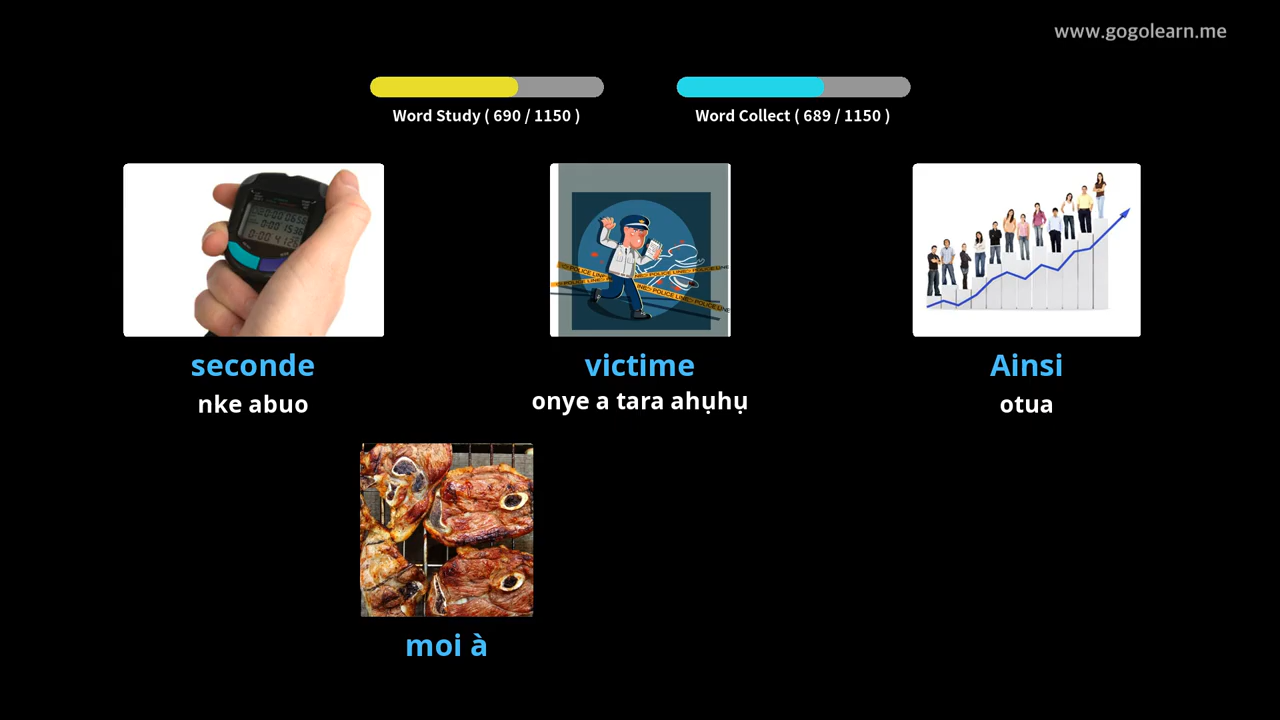 www.gogolearn.me
Word Study ( 690 / 1150 )
Word Collect ( 689 / 1150 )
seconde
nke abuo
victime
onye a tara ahụhụ
Ainsi
otua
moi à